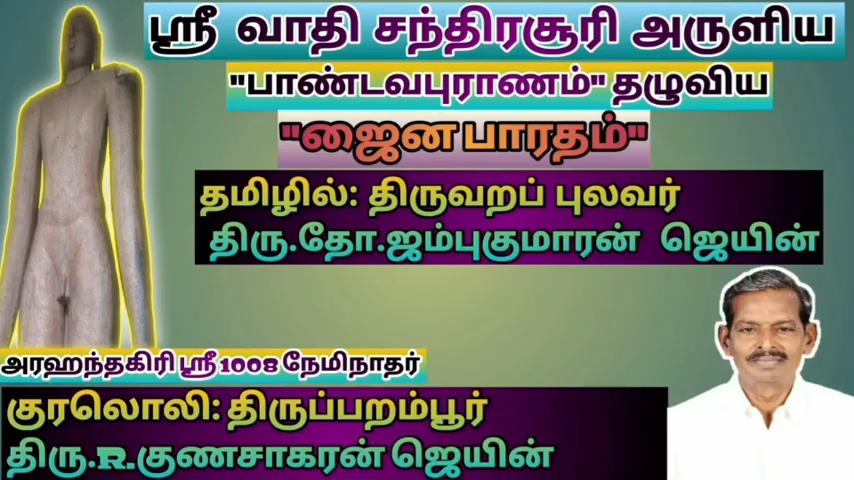 ஸ்ரீ வாதி சந்திரசூரி அருளிய
"பாண்டவபுராணம்" தழுவிய
"ஜைன பாரதம்"
தமிழில்: திருவறப் புலவர்
திரு.தோ.ஜம்புகுமாரன் ஜெயின்
அரஹந்தகிரி ஸ்ரீ 1008 நேமிநாதர்
குரலொலி: திருப்பறம்பூர்
திரு.R.குணசாகரன் ஜெயின்